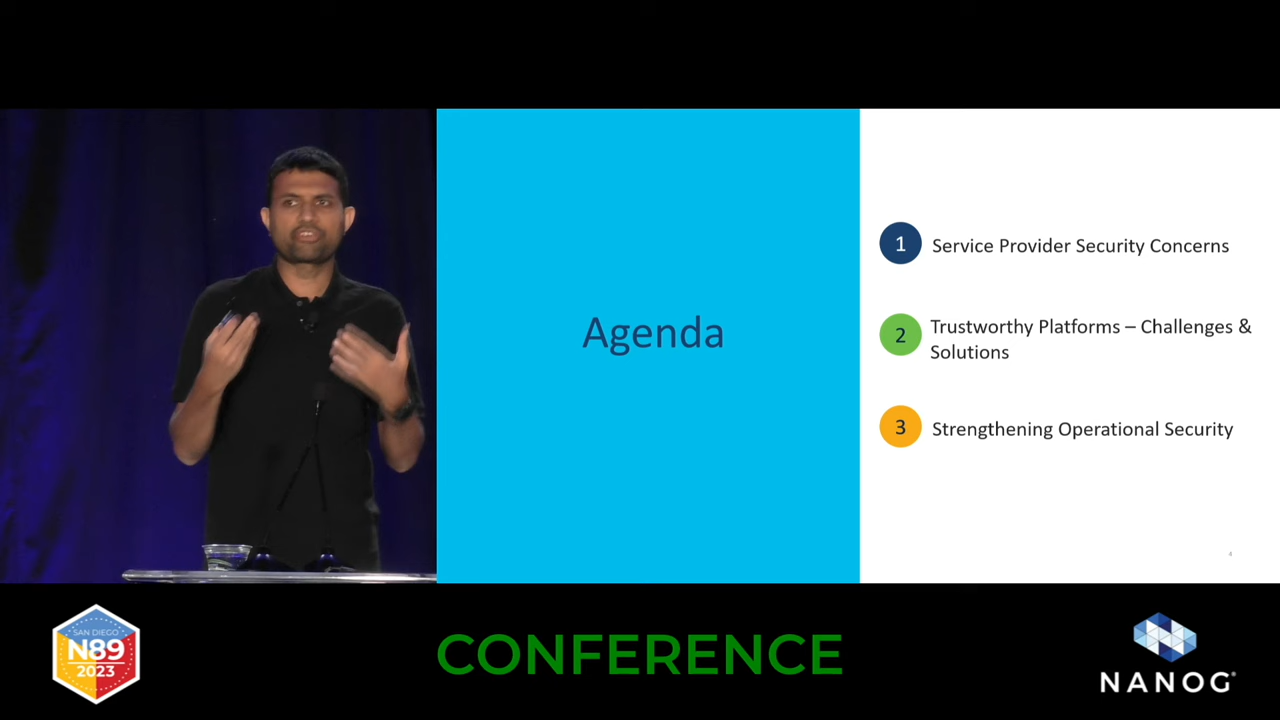 Agenda
1
Service Provider Security Concerns
2
Trustworthy Platforms – Challenges &
Solutions
3
Strengthening Operational Security
4
SAN DIEGO
N89
2023
CONFERENCE
NANOG®